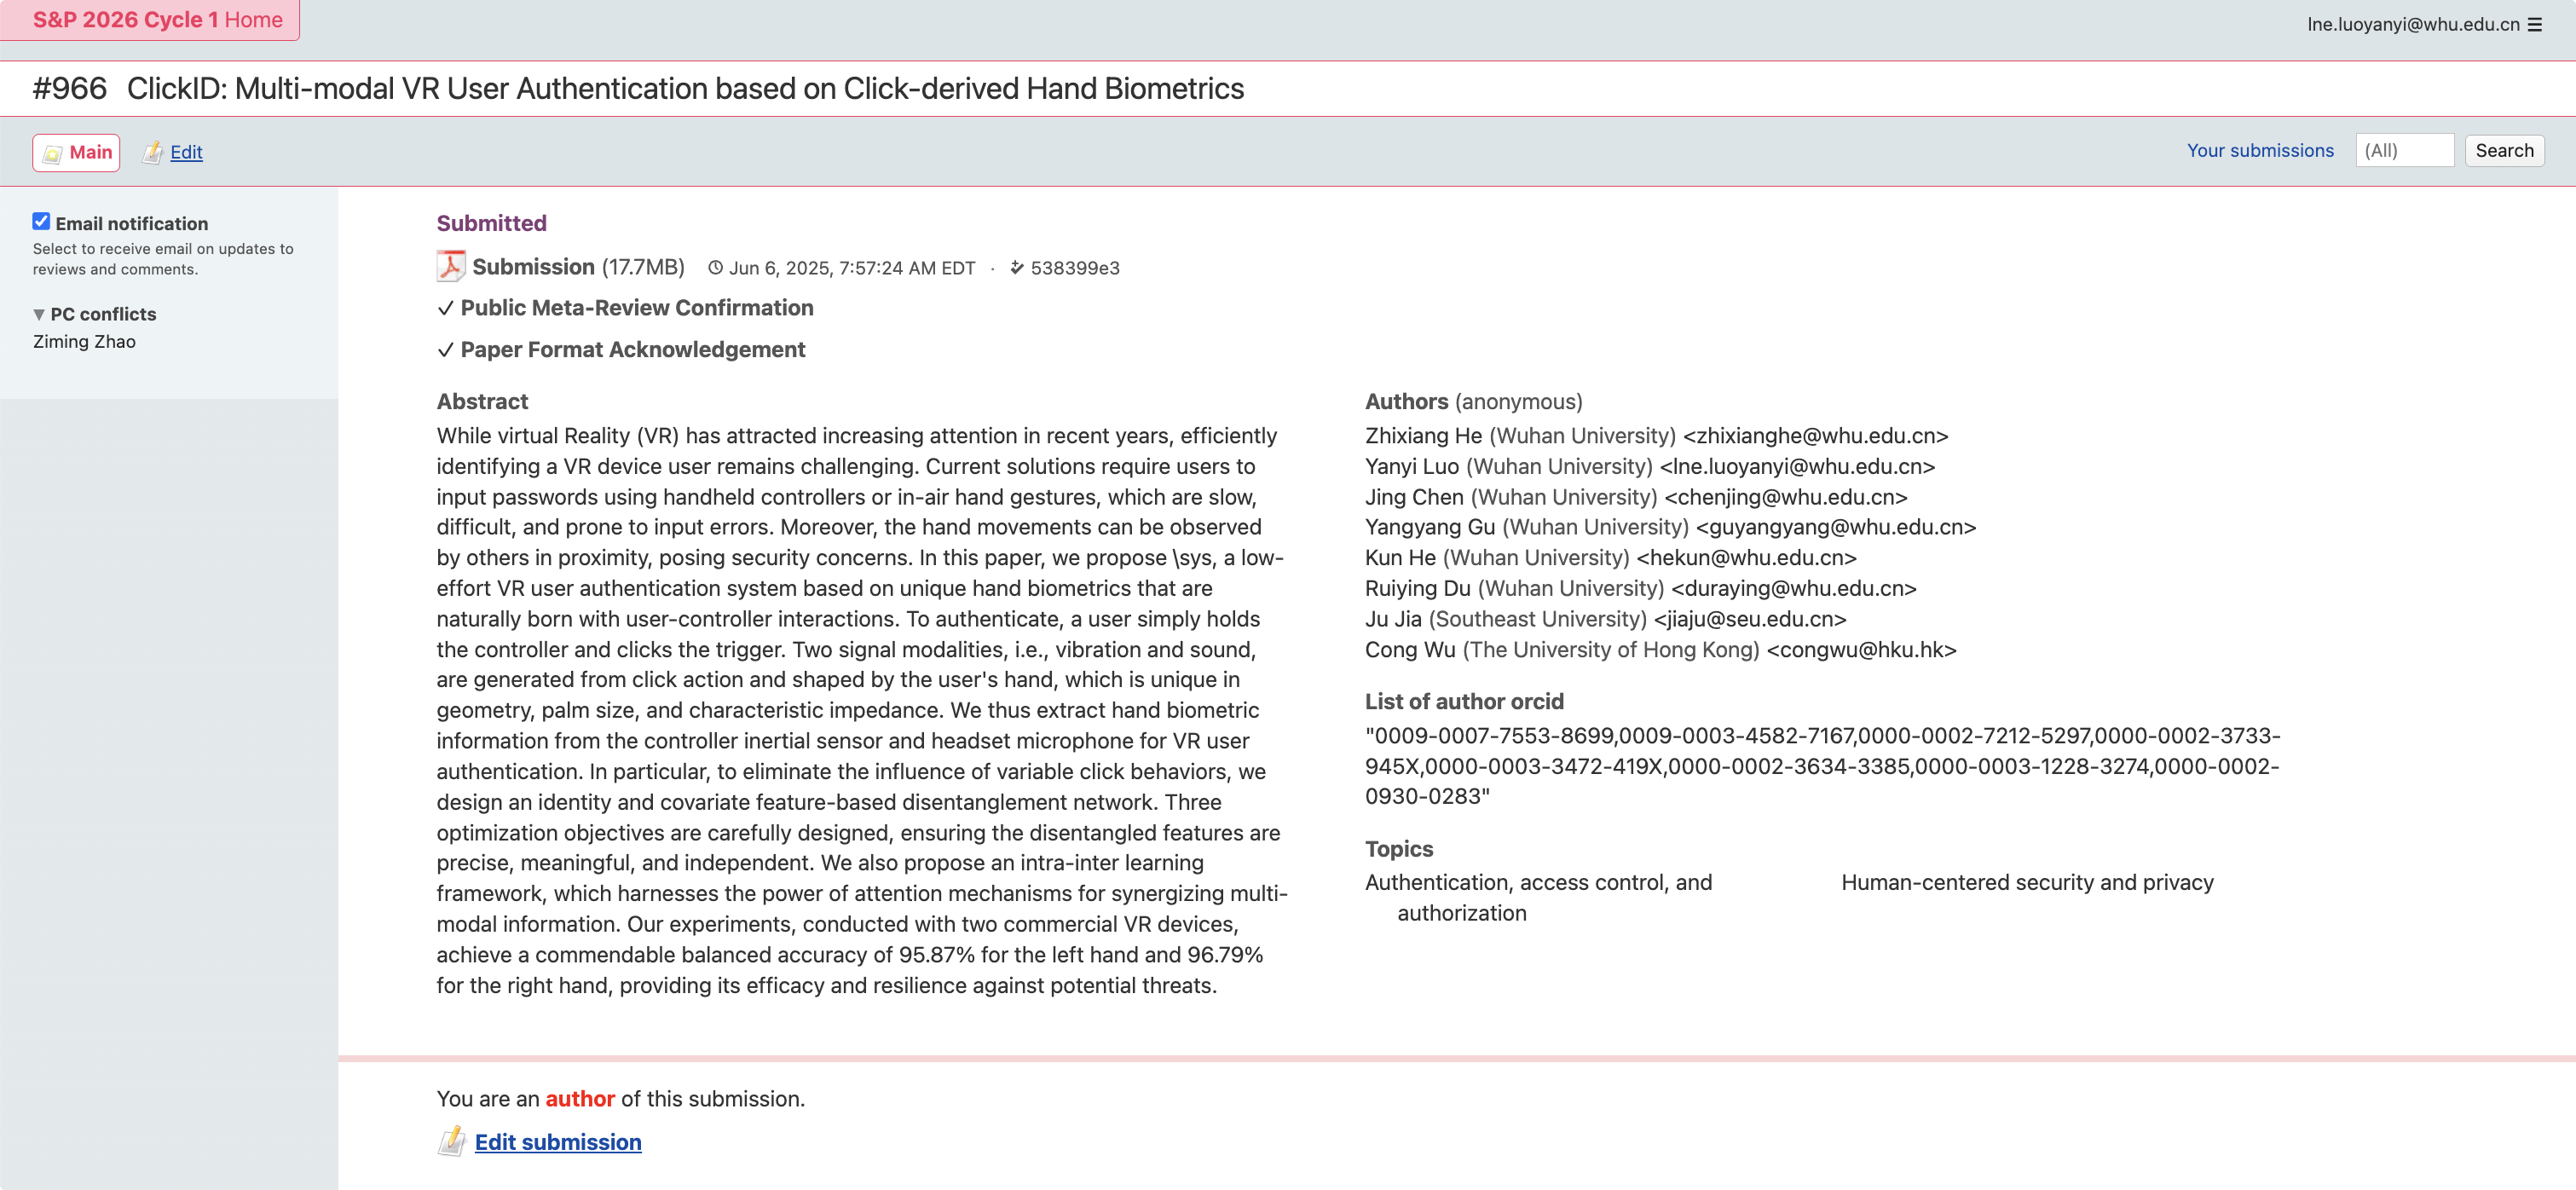 S&P 2026 Cycle 1 Home
lne.luoyanyi@whu.edu.cn
#966 ClickID: Multi-modal VR User Authentication based on Click-derived Hand Biometrics
Main Edit
Your submissions (All) Search
Email notification
Select to receive email on updates to
reviews and comments.
PC conflicts
Ziming Zhao
Submitted
Submission (17.7MB) Jun 6, 2025, 7:57:24 AM EDT · 538399e3
✓ Public Meta-Review Confirmation
✓ Paper Format Acknowledgement
Abstract
While virtual Reality (VR) has attracted increasing attention in recent years, efficiently
identifying a VR device user remains challenging. Current solutions require users to
input passwords using handheld controllers or in-air hand gestures, which are slow,
difficult, and prone to input errors. Moreover, the hand movements can be observed
by others in proximity, posing security concerns. In this paper, we propose \sys, a low-
effort VR user authentication system based on unique hand biometrics that are
naturally born with user-controller interactions. To authenticate, a user simply holds
the controller and clicks the trigger. Two signal modalities, i.e., vibration and sound,
are generated from click action and shaped by the user's hand, which is unique in
geometry, palm size, and characteristic impedance. We thus extract hand biometric
information from the controller inertial sensor and headset microphone for VR user
authentication. In particular, to eliminate the influence of variable click behaviors, we
design an identity and covariate feature-based disentanglement network. Three
optimization objectives are carefully designed, ensuring the disentangled features are
precise, meaningful, and independent. We also propose an intra-inter learning
framework, which harnesses the power of attention mechanisms for synergizing multi-
modal information. Our experiments, conducted with two commercial VR devices,
achieve a commendable balanced accuracy of 95.87% for the left hand and 96.79%
for the right hand, providing its efficacy and resilience against potential threats.
Authors (anonymous)
Zhixiang He (Wuhan University) <zhixianghe@whu.edu.cn>
Yanyi Luo (Wuhan University) <lne.luoyanyi@whu.edu.cn>
Jing Chen (Wuhan University) <chenjing@whu.edu.cn>
Yangyang Gu (Wuhan University) <guyangyang@whu.edu.cn>
Kun He (Wuhan University) <hekun@whu.edu.cn>
Ruiying Du (Wuhan University) <duraying@whu.edu.cn>
Ju Jia (Southeast University) <jiaju@seu.edu.cn>
Cong Wu (The University of Hong Kong) <congwu@hku.hk>
List of author orcid
"0009-0007-7553-8699,0009-0003-4582-7167,0000-0002-7212-5297,0000-0002-3733-
945X,0000-0003-3472-419X,0000-0002-3634-3385,0000-0003-1228-3274,0000-0002-
0930-0283"
Topics
Authentication, access control, and
authorization
Human-centered security and privacy
You are an author of this submission.
Edit submission